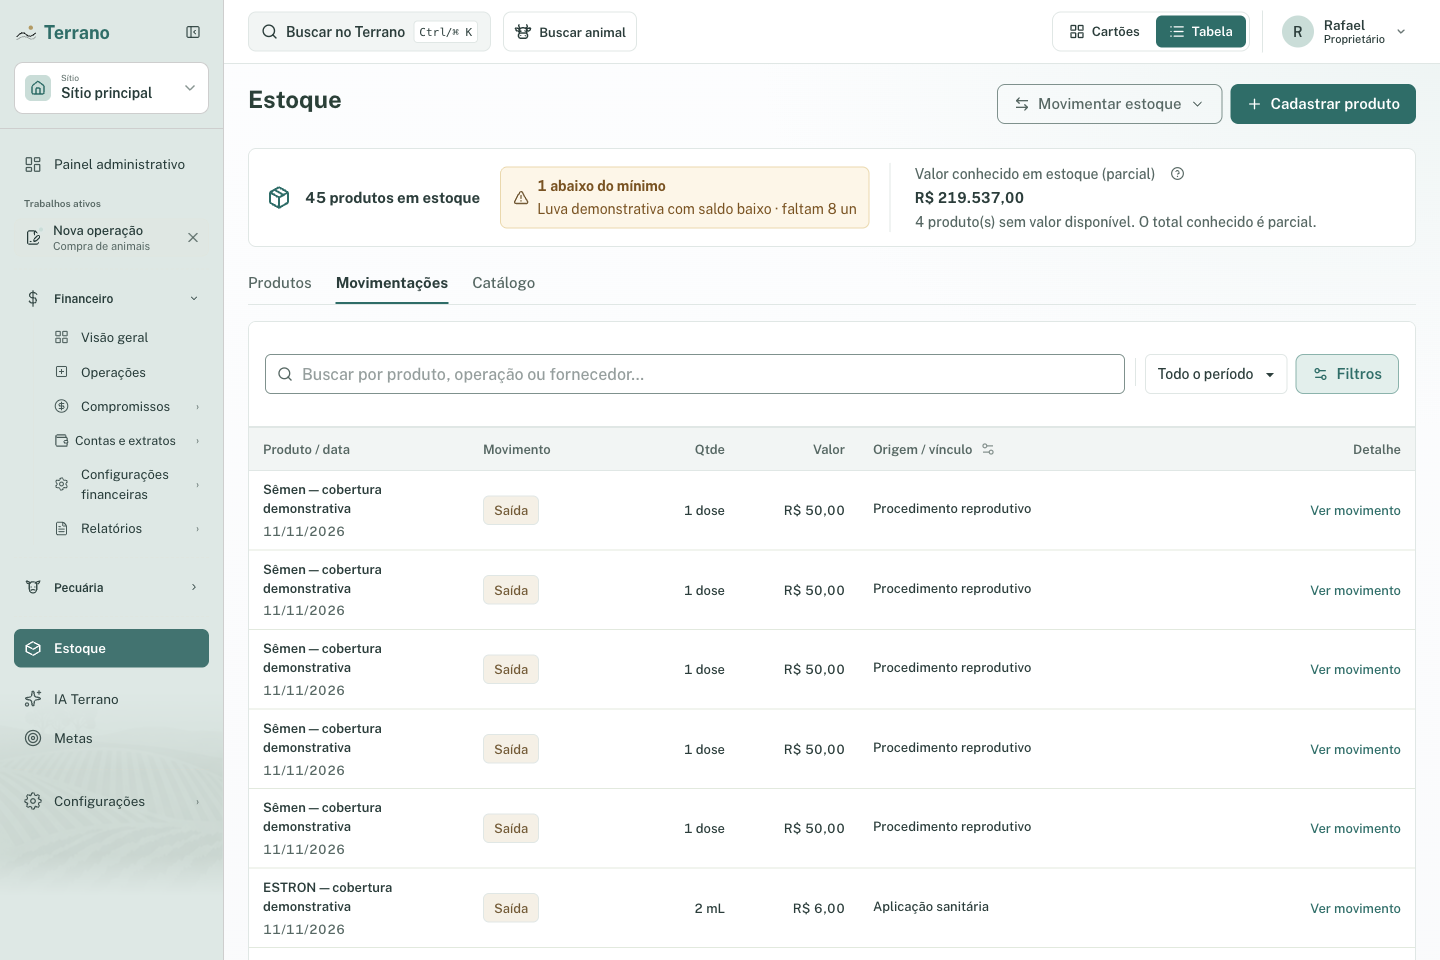 Terrano
Sítio
Sítio principal
Painel administrativo
Trabalhos ativos
Nova operação
Compra de animais
Financeiro
Visão geral
Operações
Compromissos
Contas e extratos
Configurações
financeiras
Relatórios
Pecuária
Estoque
IA Terrano
Metas
Configurações
Buscar no Terrano Ctrl/⌘ K
Buscar animal
Cartões
Tabela
R
Rafael
Proprietário
Estoque
Movimentar estoque
Cadastrar produto
45 produtos em estoque
1 abaixo do mínimo
Luva demonstrativa com saldo baixo · faltam 8 un
Valor conhecido em estoque (parcial)
R$ 219.537,00
4 produto(s) sem valor disponível. O total conhecido é parcial.
Produtos Movimentações Catálogo
Buscar por produto, operação ou fornecedor...
Todo o período
Filtros
Produto / data Movimento Qtde Valor Origem / vínculo Detalhe
Sêmen — cobertura
demonstrativa
11/11/2026
Saída 1 dose R$ 50,00 Procedimento reprodutivo Ver movimento
Sêmen — cobertura
demonstrativa
11/11/2026
Saída 1 dose R$ 50,00 Procedimento reprodutivo Ver movimento
Sêmen — cobertura
demonstrativa
11/11/2026
Saída 1 dose R$ 50,00 Procedimento reprodutivo Ver movimento
Sêmen — cobertura
demonstrativa
11/11/2026
Saída 1 dose R$ 50,00 Procedimento reprodutivo Ver movimento
Sêmen — cobertura
demonstrativa
11/11/2026
Saída 1 dose R$ 50,00 Procedimento reprodutivo Ver movimento
ESTRON — cobertura
demonstrativa
11/11/2026
Saída 2 mL R$ 6,00 Aplicação sanitária Ver movimento